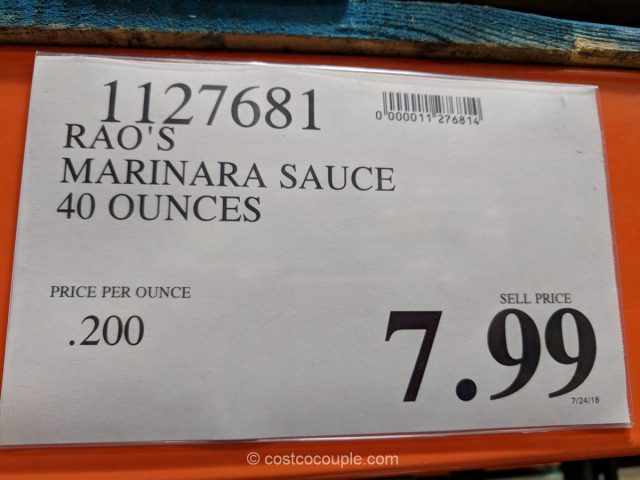 1127681
0 000011 276814
RAO'S
MARINARA SAUCE
40 OUNCES
PRICE PER OUNCE
.200
SELL PRICE
7.99
7/24/18
© costcocouple.com